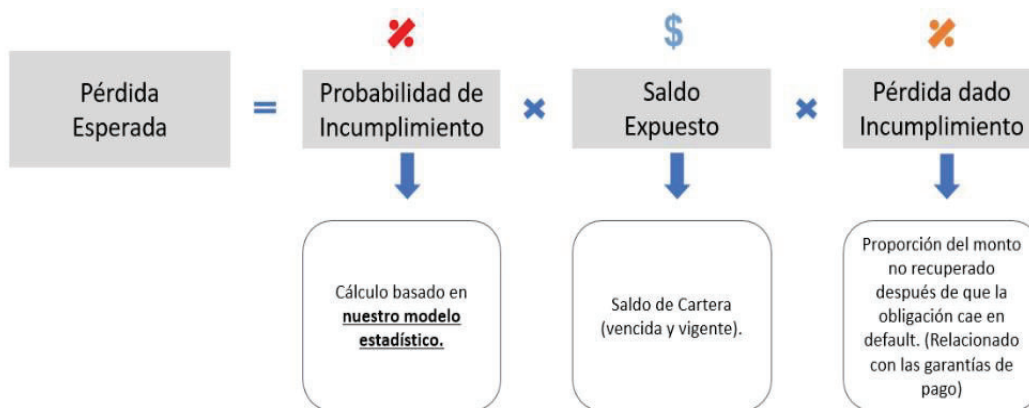 %
$
%
Pérdida
Esperada
=
Probabilidad de
Incumplimiento
×
Saldo
Expuesto
×
Pérdida dado
Incumplimiento
Cálculo basado en
nuestro modelo
estadístico.
Saldo de Cartera
(vencida y vigente).
Proporción del monto
no recuperado
después de que la
obligación cae en
default. (Relacionado
con las garantías de
pago)